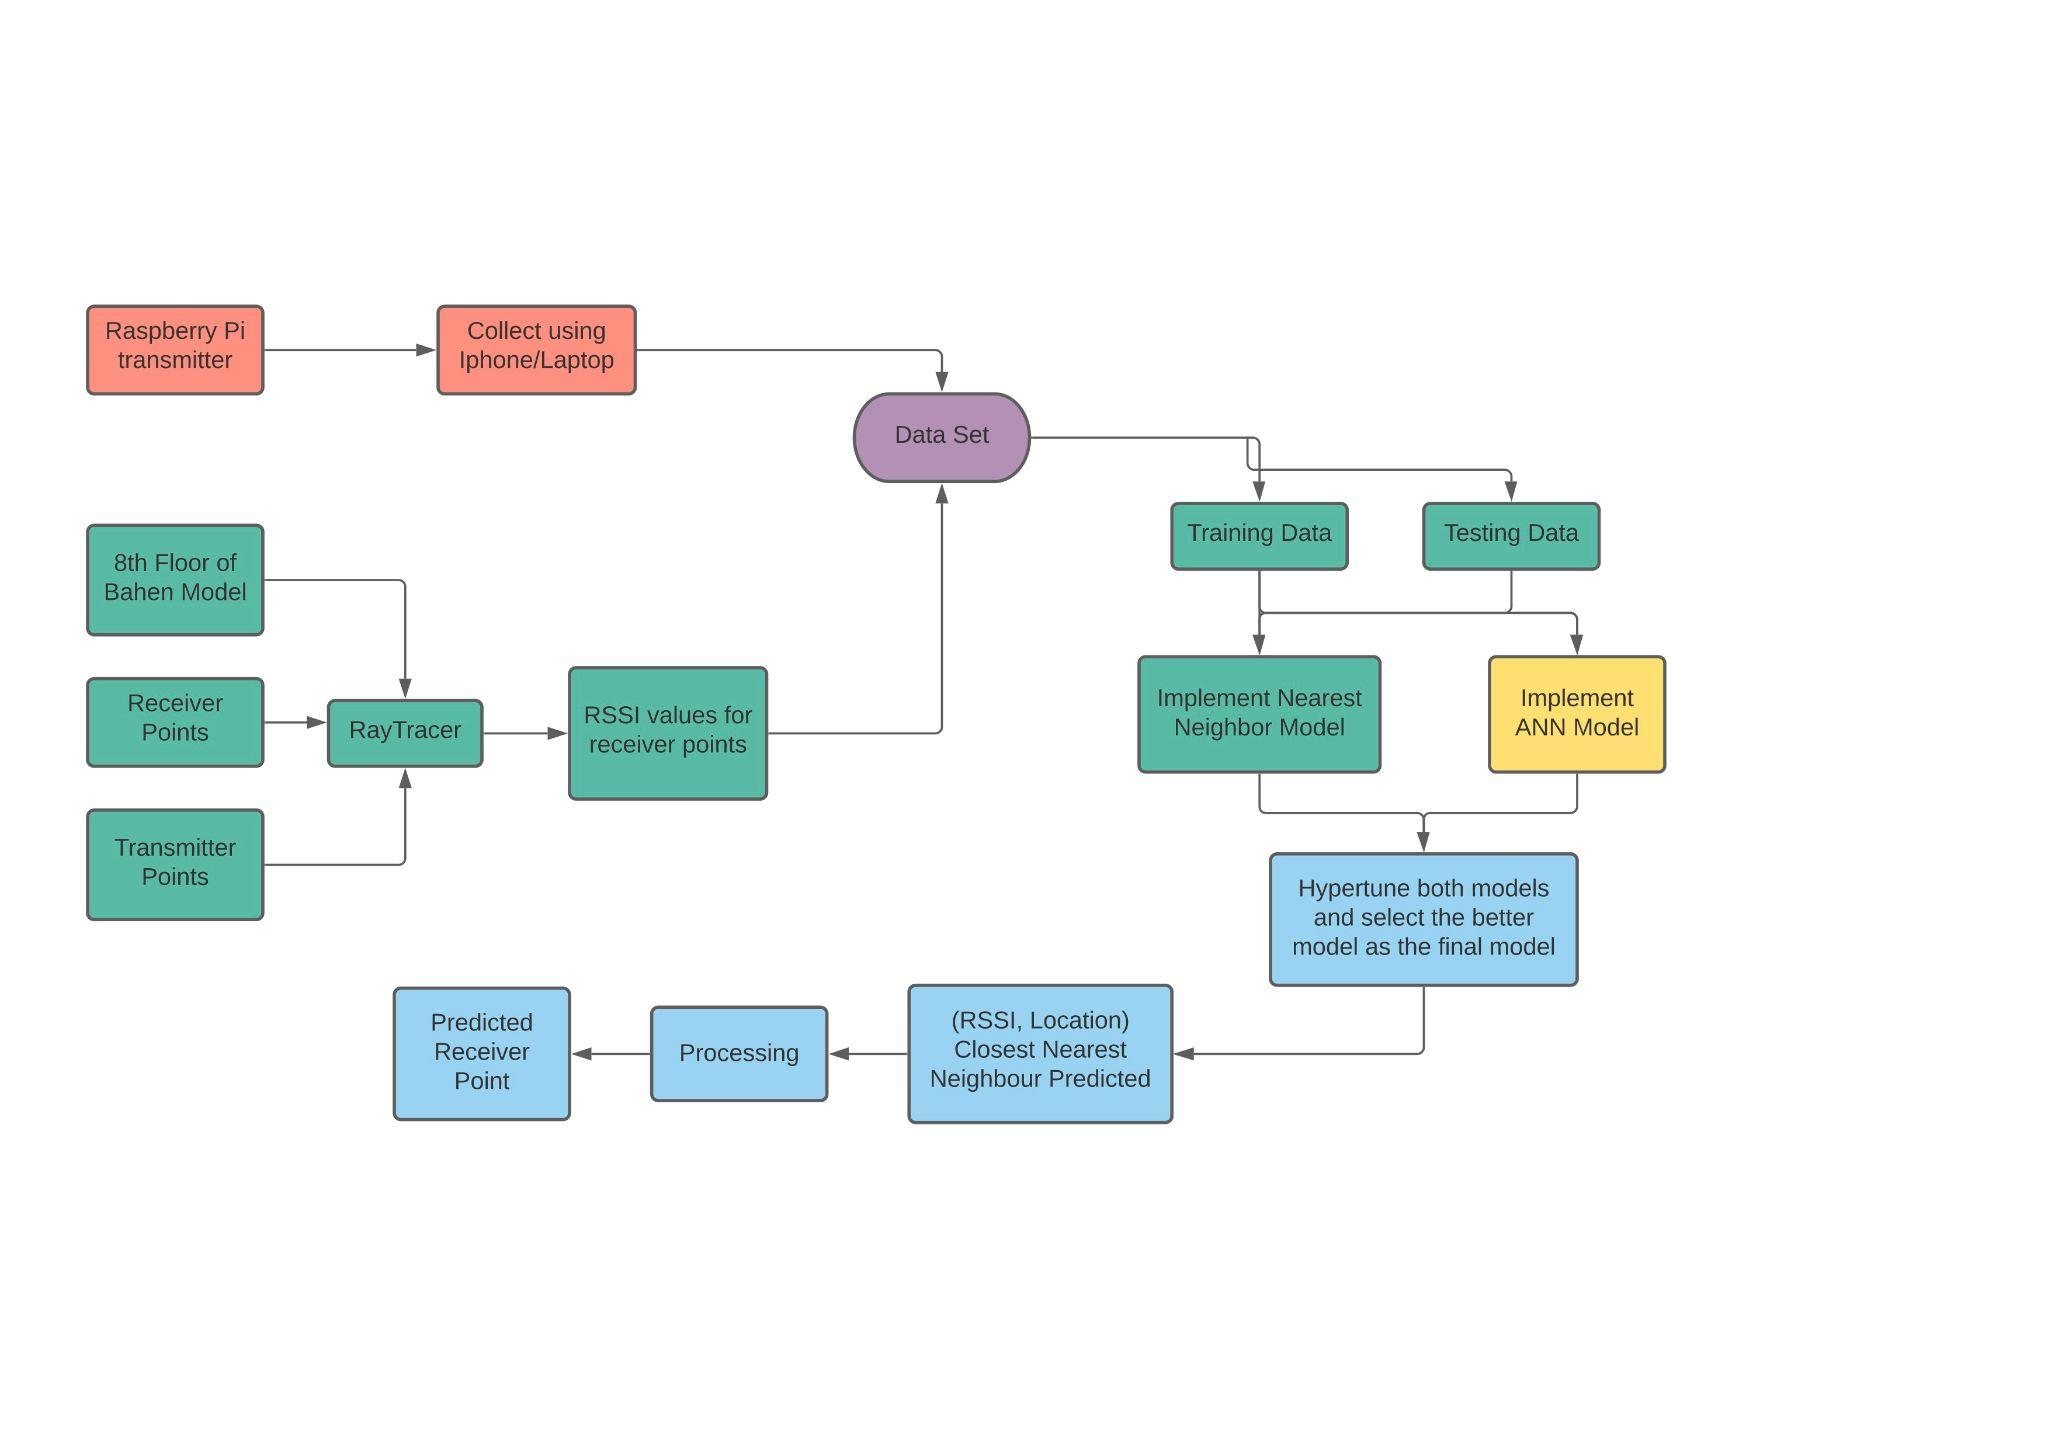 Raspberry Pi
transmitter
Collect using
Iphone/Laptop
Data Set
8th Floor of
Bahen Model
Receiver
Points
Transmitter
Points
RayTracer
RSSI values for
receiver points
Training Data
Testing Data
Implement Nearest
Neighbor Model
Implement
ANN Model
Hypertune both models
and select the better
model as the final model
(RSSI, Location)
Closest Nearest
Neighbour Predicted
Processing
Predicted
Receiver
Point